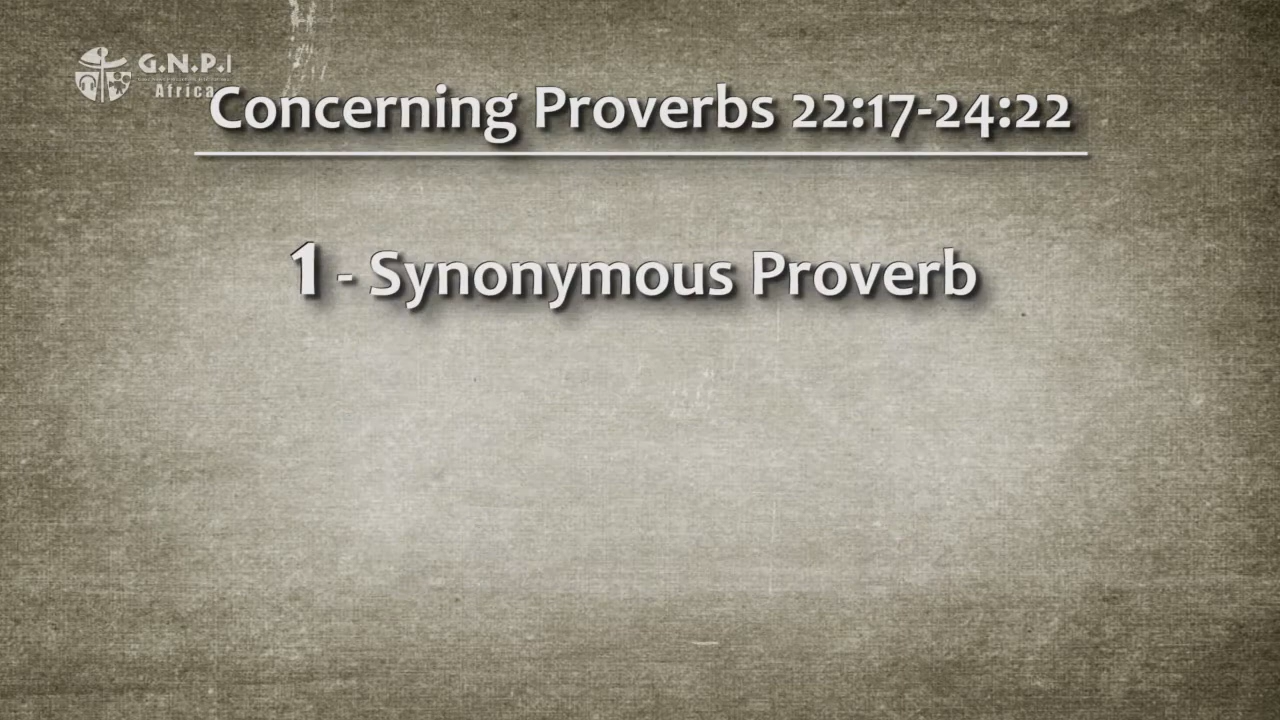 G.N.P.I
Africa
Concerning Proverbs 22:17-24:22
1 - Synonymous Proverb